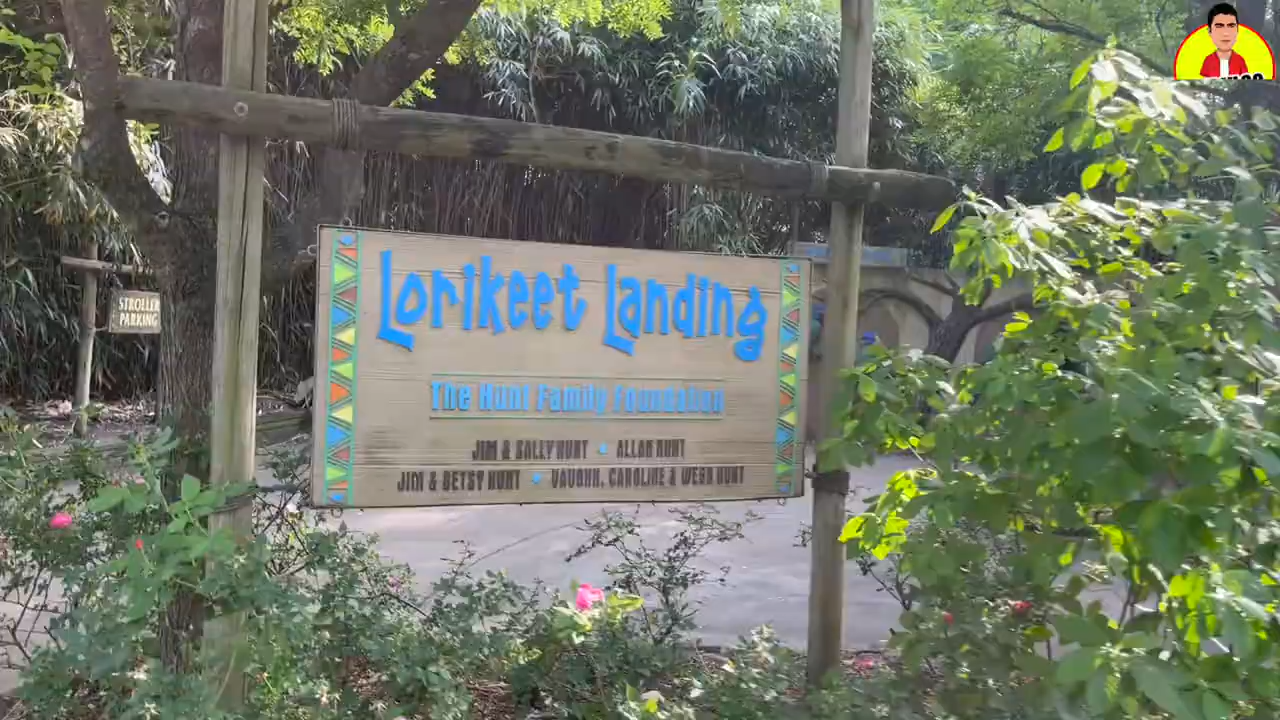 STROLLER
PARKING
Lorikeet Landing
The Hunt Family Foundation
JIM & SALLY HUNT • ALLAN HUNT
JIM & BETSY HUNT • VAUGHN, CAROLINE & WEBB HUNT